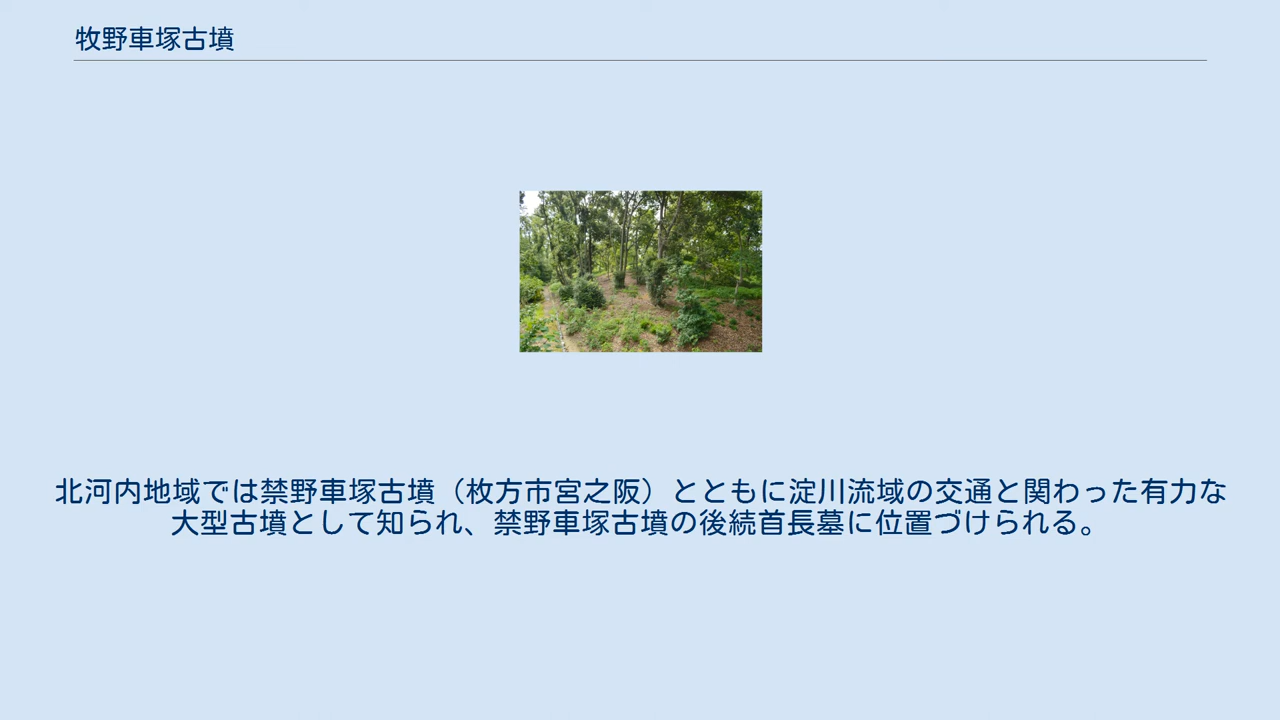 牧野車塚古墳
北河内地域では禁野車塚古墳（枚方市宮之阪）とともに淀川流域の交通と関わった有力な
大型古墳として知られ、禁野車塚古墳の後続首長墓に位置づけられる。